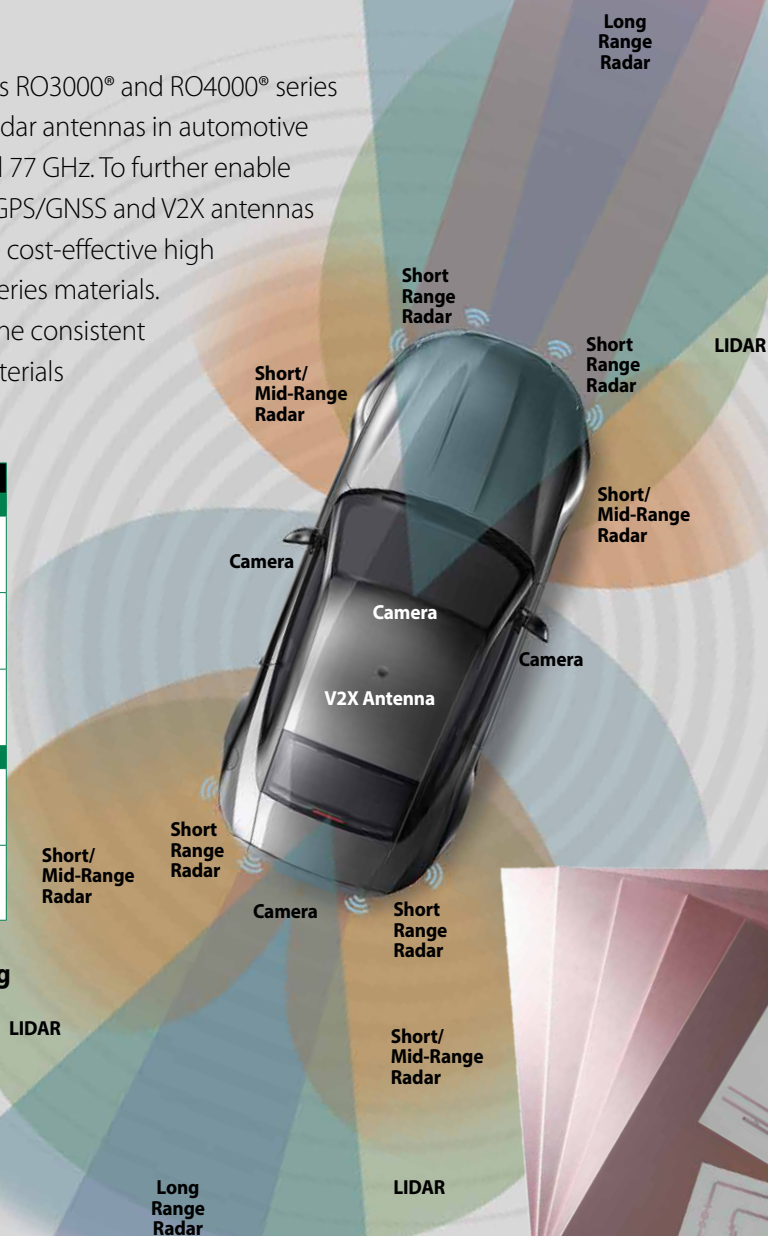 s RO3000® and RO4000® series
dar antennas in automotive
77 GHz. To further enable
GPS/GNSS and V2X antennas
cost-effective high
eries materials.
he consistent
terials
Long
Range
Radar
Short
Range
Radar
Short
Range
Radar
LIDAR
Short/
Mid-Range
Radar
Short/
Mid-Range
Radar
Camera
Camera
Camera
V2X Antenna
Short
Range
Radar
Short/
Mid-Range
Radar
Camera
Short
Range
Radar
g
LIDAR
Short/
Mid-Range
Radar
Long
Range
Radar
LIDAR